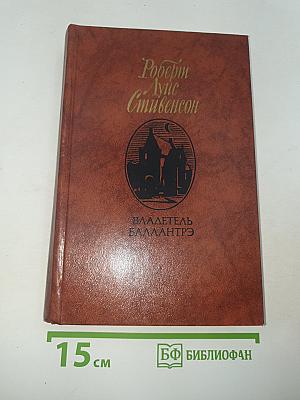 Роберт
Луис
Стивенсон
ВЛАДЕТЕЛЬ
БАЛЛАНТРЭ
15 см
БФ БИБЛИОФАН